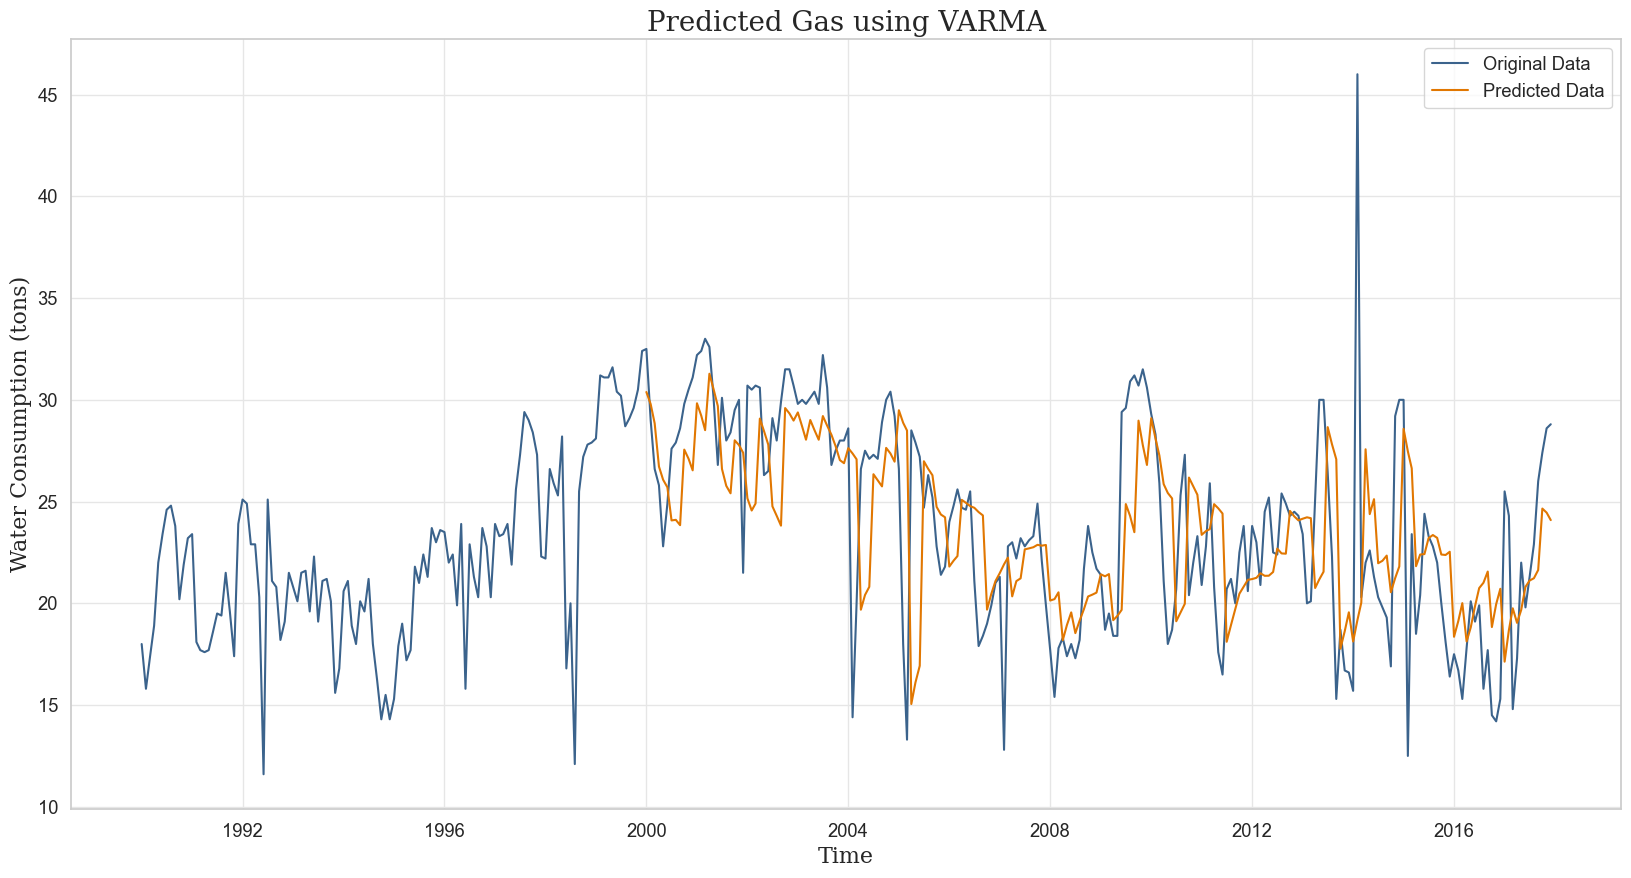 Predicted Gas using VARMA
Original Data
Predicted Data
Water Consumption (tons)
45
40
35
30
25
20
15
10
1992 1996 2000 2004 2008 2012 2016
Time